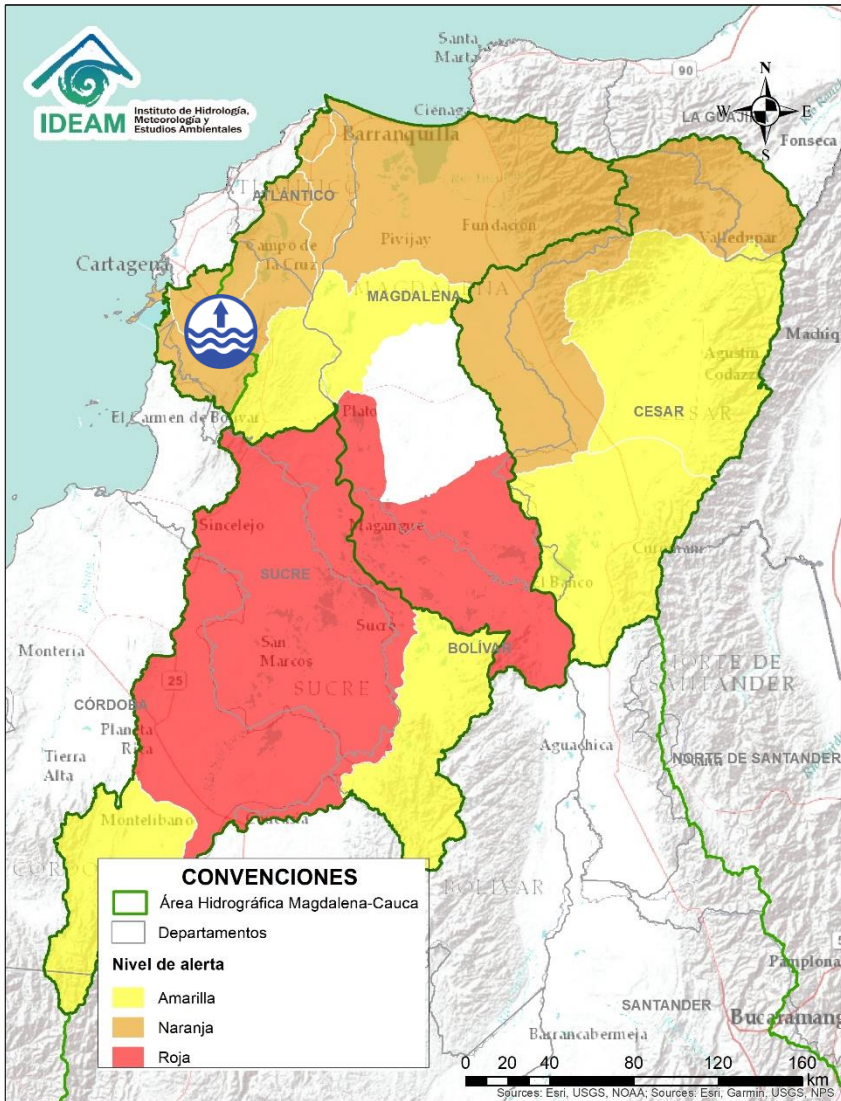 IDEAM
Instituto de Hidrología,
Meteorología y
Estudios Ambientales
Santa
Marta
90
N
W
E
S
Ciénaga
LA GUAJI
Fonseca
Barranquilla
ATLÁNTICO
Campo de
la Cruz
Pivijay
Fundación
Valledupar
Cartagena
MAGDALENA
Machiq
Agustín
Codazzi
CESAR
El Carmen de Bolívar
Plato
Sincelejo
Magangué
SUCRE
El Banco
Sucre
San
Marcos
SUCRE
BOLÍVAR
Montería
25
CÓRDOBA
Planeta
Rica
Tierra
Alta
NORTE DE
SANTANDER
Aguachica
NORTE DE SANTANDER
Montelíbano
BOLÍVAR
CONVENCIONES
Área Hidrográfica Magdalena-Cauca
Departamentos
Nivel de alerta
Amarilla
Naranja
Roja
Pamplona
SANTANDER
Bucaramang
Barrancabermeja
0 20 40 80 120 160
km
Sources: Esri, USGS, NOAA; Sources: Esri, Garmin, USGS, NPS